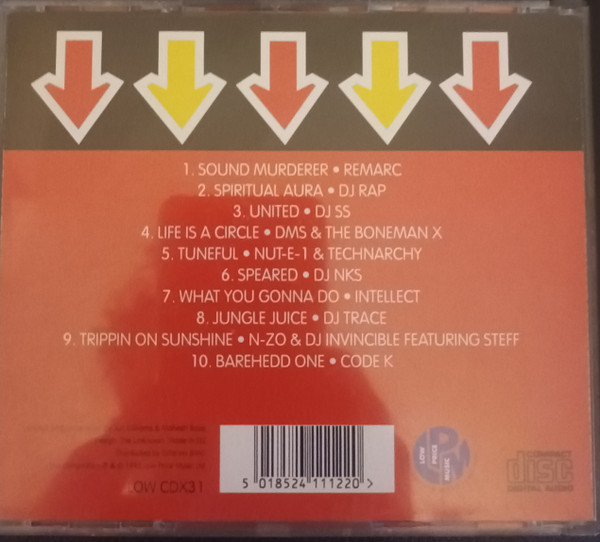 1. SOUND MURDERER • REMARC
2. SPIRITUAL AURA • DJ RAP
3. UNITED • DJ SS
4. LIFE IS A CIRCLE • DMS & THE BONEMAN X
5. TUNEFUL • NUT-E-1 & TECHNARCHY
6. SPEARED • DJ NKS
7. WHAT YOU GONNA DO • INTELLECT
8. JUNGLE JUICE • DJ TRACE
9. TRIPPIN ON SUNSHINE • N-ZO & DJ INVINCIBLE FEATURING STEFF
10. BAREHEDD ONE • CODE K
OW CDX31
5 018524 111220 >
LOW
PRICE
MUSIC
COMPACT
disc
DIGITAL AUDIO